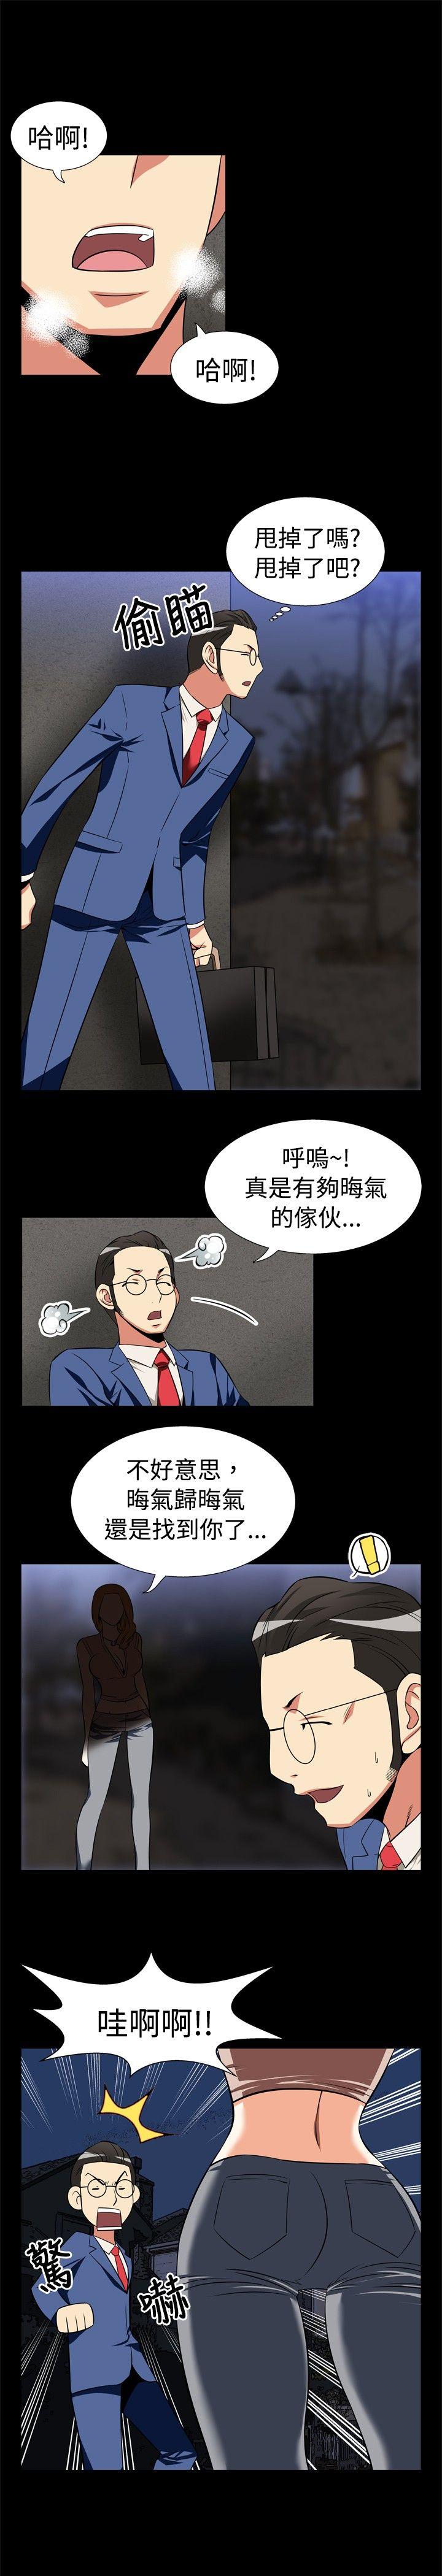 哈啊!
哈啊!
甩掉了嗎?
甩掉了吧?
偷瞄
呼嗚~!
真是有夠晦氣
的傢伙...
不好意思，
晦氣歸晦氣
還是找到你了...
!
哇啊啊!!
驚
嚇